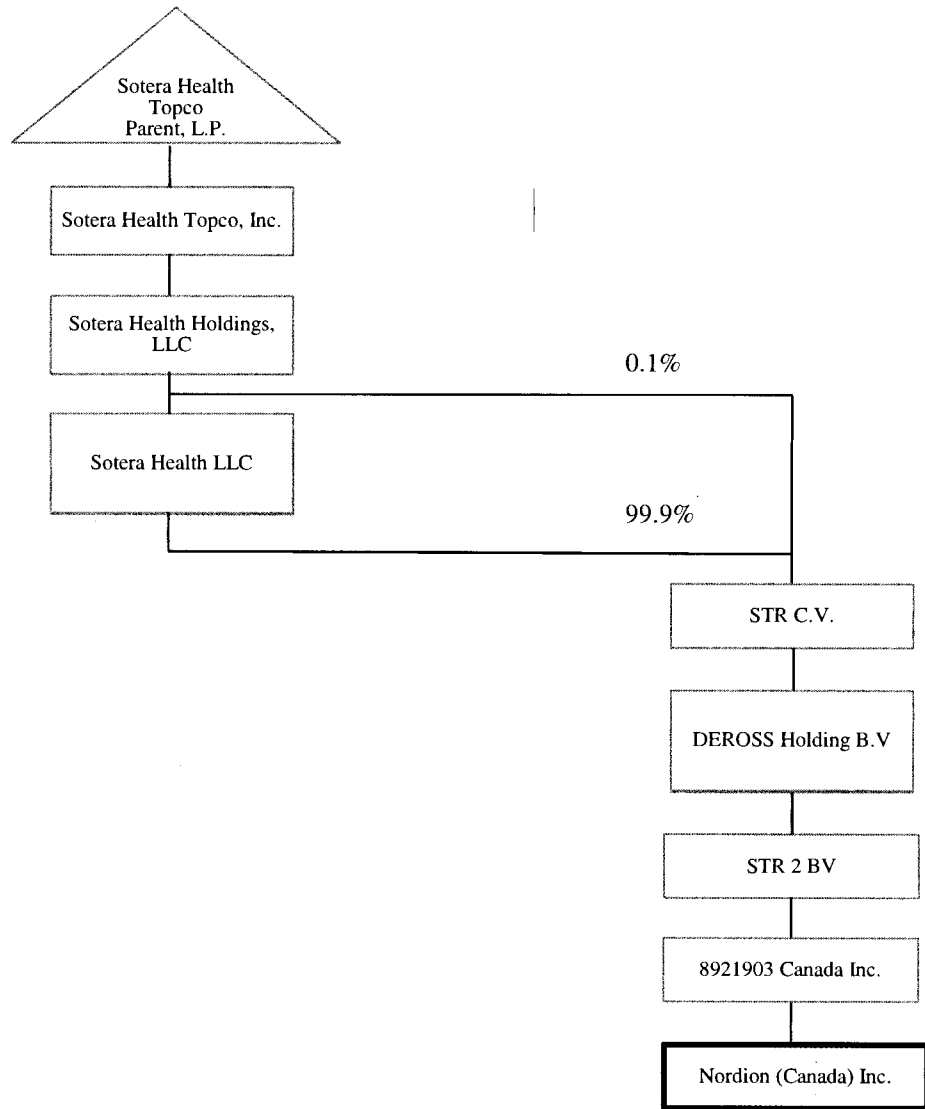 Sotera Health
Topco
Parent, L.P.
Sotera Health Topco, Inc.
Sotera Health Holdings,
LLC
0.1%
Sotera Health LLC
99.9%
STR C.V.
DEROSS Holding B.V
STR 2 BV
8921903 Canada Inc.
Nordion (Canada) Inc.